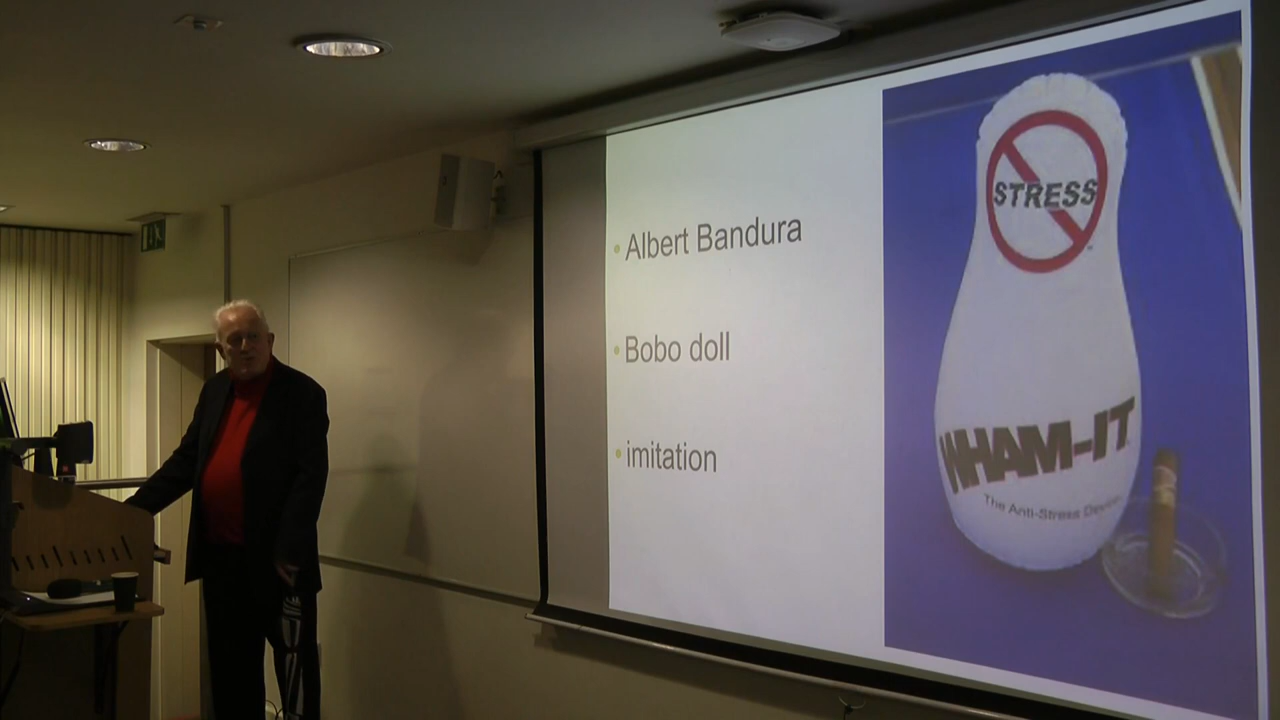 • Albert Bandura
• Bobo doll
• imitation
STRESS
WHAM-IT
The Anti-Stress Device